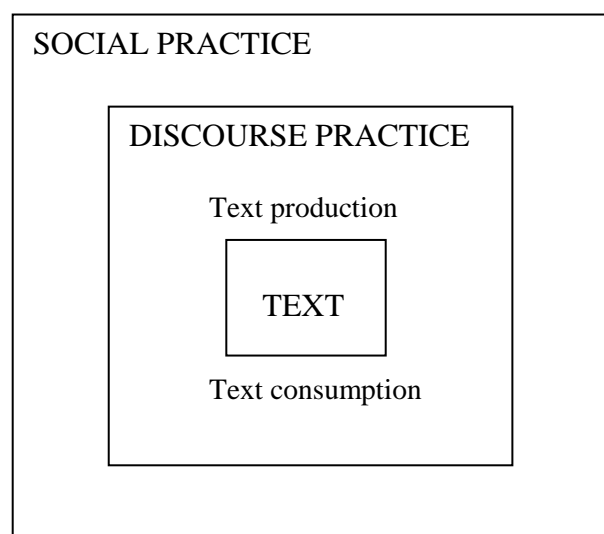 SOCIAL PRACTICE
DISCOURSE PRACTICE
Text production
TEXT
Text consumption